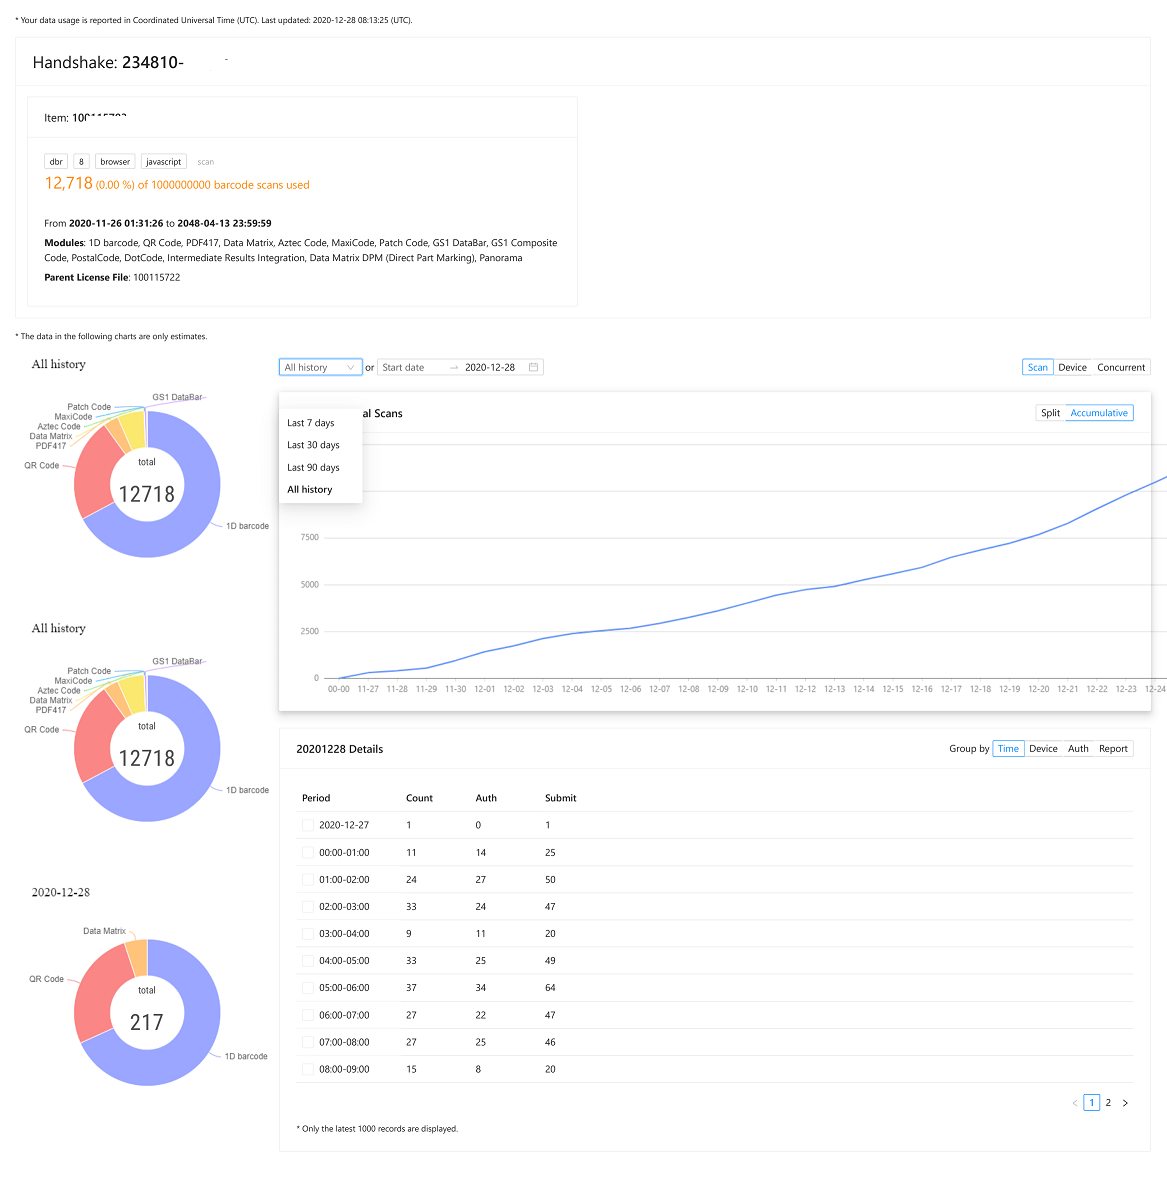 * Your data usage is reported in Coordinated Universal Time (UTC). Last updated: 2020-12-28 08:13:25 (UTC).
Handshake: 234810-
Item:
dbr 8 browser javascript scan
12,718 (0.00 %) of 1000000000 barcode scans used
From 2020-11-26 01:31:26 to 2048-04-13 23:59:59
Modules: 1D barcode, QR Code, PDF417, Data Matrix, Aztec Code, MaxiCode, Patch Code, GS1 DataBar, GS1 Composite
Code, PostalCode, DotCode, Intermediate Results Integration, Data Matrix DPM (Direct Part Marking), Panorama
Parent License File: 100115722
* The data in the following charts are only estimates.
All history
GS1 DataBar
Patch Code
MaxiCode
Aztec Code
Data Matrix
PDF417
QR Code
total
12718
1D barcode
All history
GS1 DataBar
Patch Code
MaxiCode
Aztec Code
Data Matrix
PDF417
QR Code
total
12718
1D barcode
2020-12-28
Data Matrix
QR Code
total
217
1D barcode
All history or Start date 2020-12-28
Scan Device Concurrent
al Scans
Split Accumulative
Last 7 days
Last 30 days
Last 90 days
All history
7500
5000
2500
0
00-00 11-27 11-28 11-29 11-30 12-01 12-02 12-03 12-04 12-05 12-06 12-07 12-08 12-09 12-10 12-11 12-12 12-13 12-14 12-15 12-16 12-17 12-18 12-19 12-20 12-21 12-22 12-23 12-24
20201228 Details
Group by Time Device Auth Report
Period Count Auth Submit
2020-12-27 1 0 1
00:00-01:00 11 14 25
01:00-02:00 24 27 50
02:00-03:00 33 24 47
03:00-04:00 9 11 20
04:00-05:00 33 25 49
05:00-06:00 37 34 64
06:00-07:00 27 22 47
07:00-08:00 27 25 46
08:00-09:00 15 8 20
< 1 2 >
* Only the latest 1000 records are displayed.